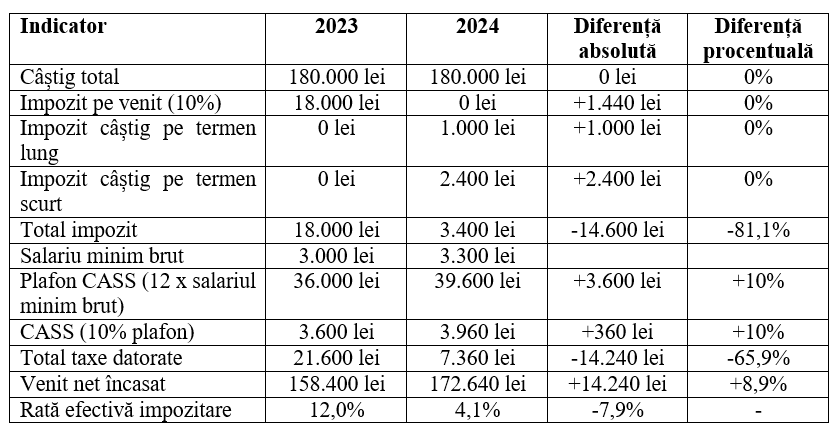 Indicator 2023 2024 Diferență Diferență
absolută procentuală
Câștig total 180.000 lei 180.000 lei 0 lei 0%
Impozit pe venit (10%) 18.000 lei 0 lei +1.440 lei 0%
Impozit câștig pe termen 0 lei 1.000 lei +1.000 lei 0%
lung
Impozit câștig pe termen 0 lei 2.400 lei +2.400 lei 0%
scurt
Total impozit 18.000 lei 3.400 lei -14.600 lei -81,1%
Salariu minim brut 3.000 lei 3.300 lei
Plafon CASS (12 x salariul 36.000 lei 39.600 lei +3.600 lei +10%
minim brut)
CASS (10% plafon) 3.600 lei 3.960 lei +360 lei +10%
Total taxe datorate 21.600 lei 7.360 lei -14.240 lei -65,9%
Venit net încasat 158.400 lei 172.640 lei +14.240 lei +8,9%
Rată efectivă impozitare 12,0% 4,1% -7,9% -